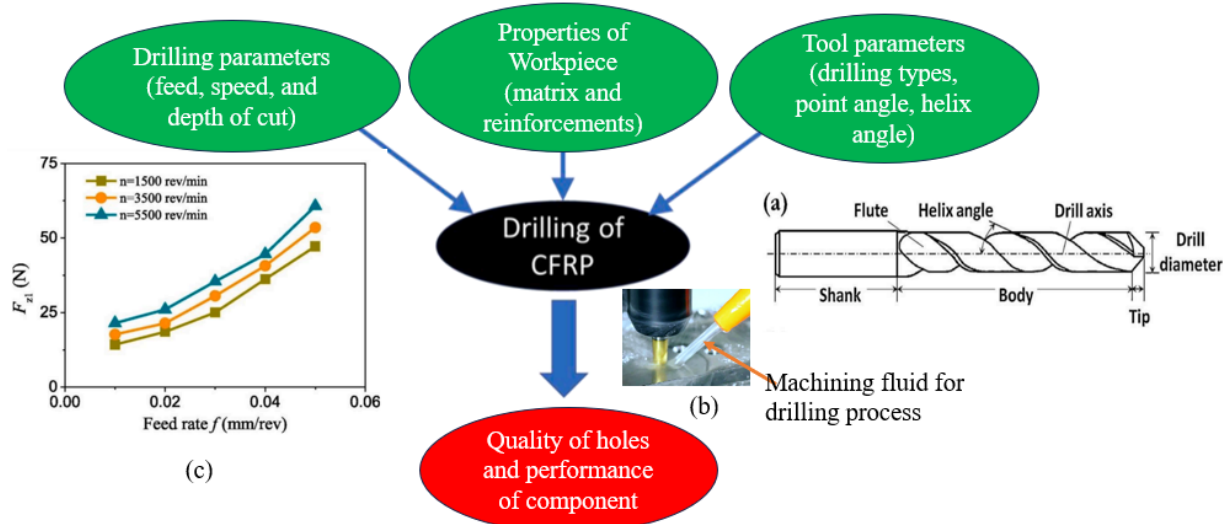 Drilling parameters
(feed, speed, and
depth of cut)
Properties of
Workpiece
(matrix and
reinforcements)
Tool parameters
(drilling types,
point angle, helix
angle)
75
50
25
0
n=1500 rev/min
n=3500 rev/min
n=5500 rev/min
F_z1 (N)
0.00
0.02
0.04
0.06
Feed rate f (mm/rev)
(c)
Drilling of
CFRP
(a)
Flute
Helix angle
Drill axis
Drill
diameter
Shank
Body
Tip
(b)
Machining fluid for
drilling process
Quality of holes
and performance
of component